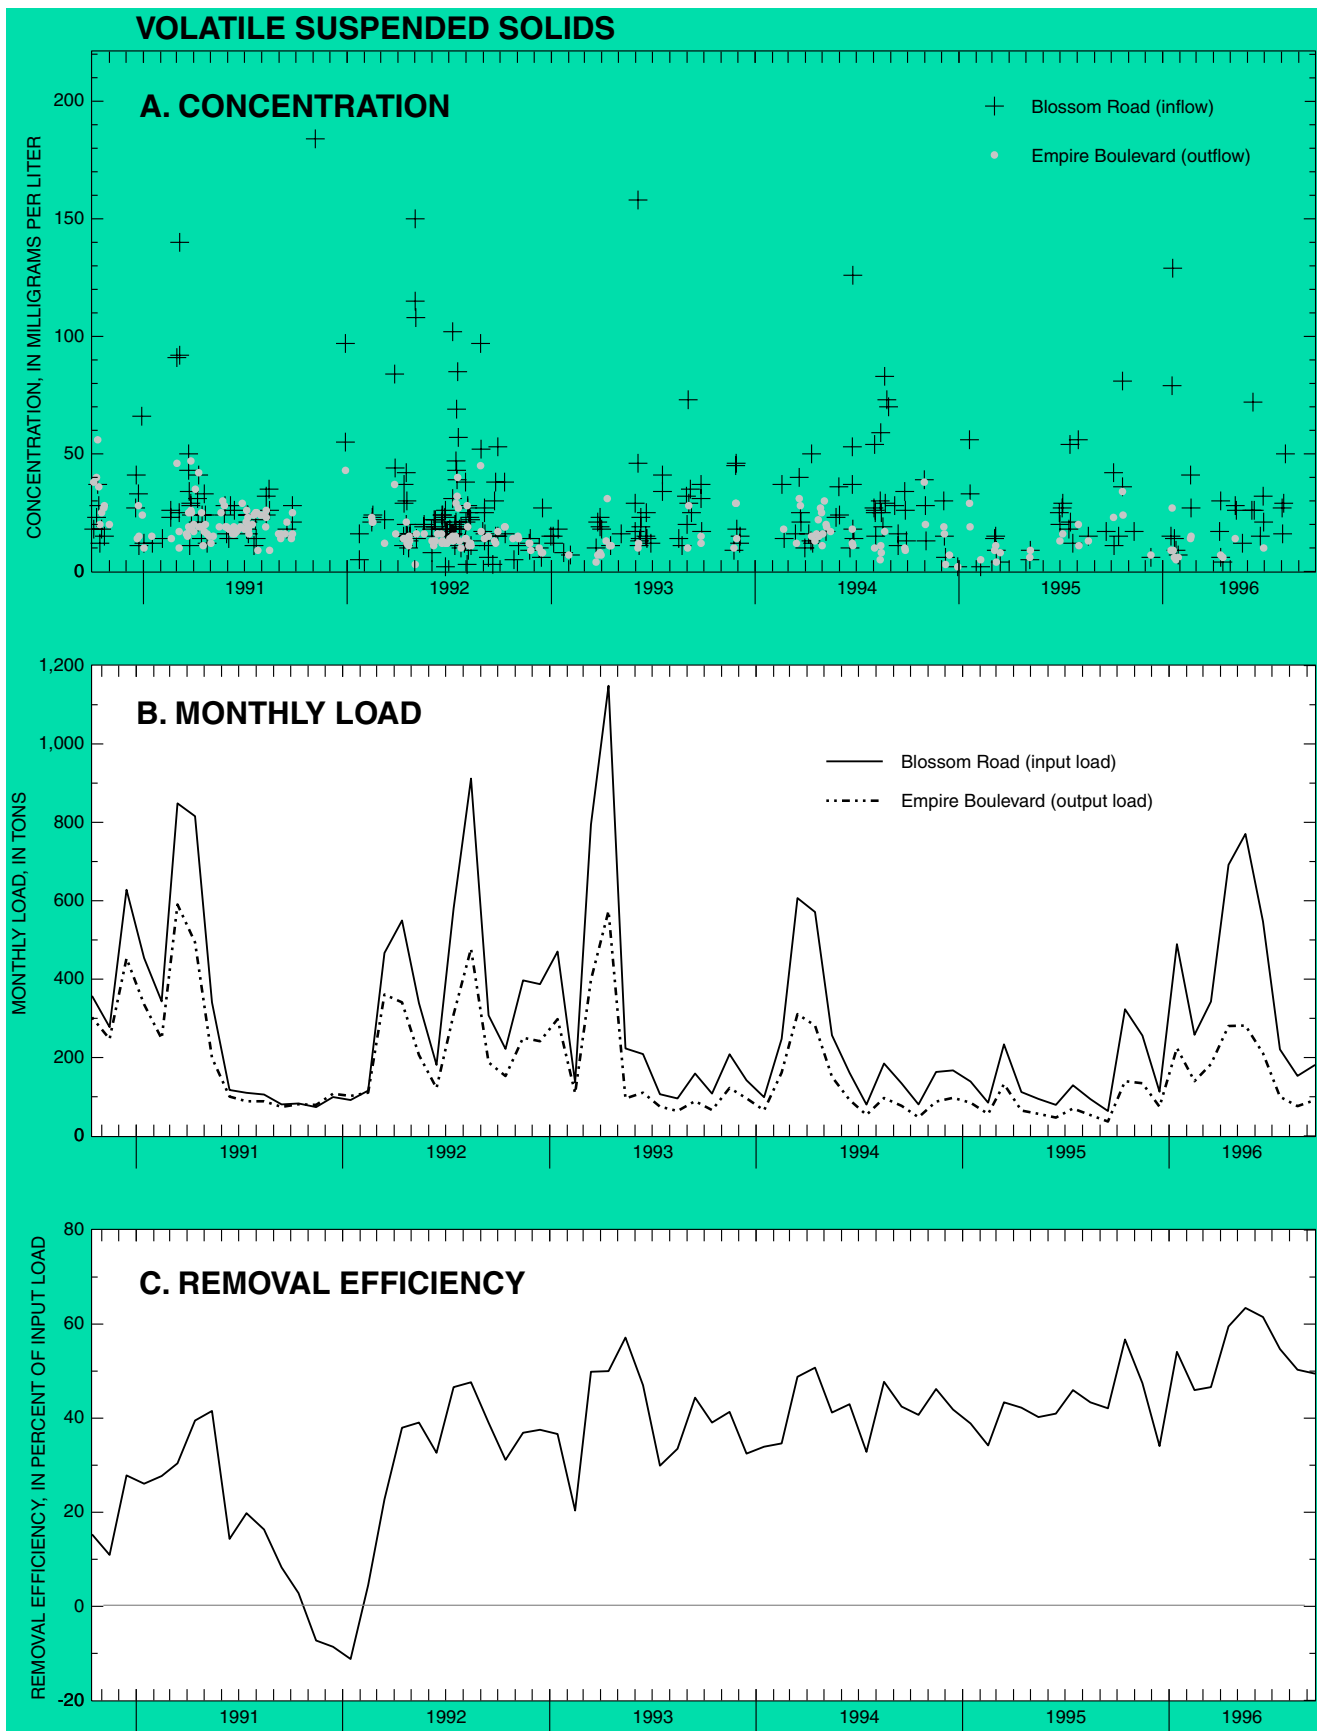 VOLATILE SUSPENDED SOLIDS
A. CONCENTRATION
Blossom Road (inflow)
Empire Boulevard (outflow)
CONCENTRATION, IN MILLIGRAMS PER LITER
200
150
100
50
0
1991 1992 1993 1994 1995 1996
B. MONTHLY LOAD
Blossom Road (input load)
Empire Boulevard (output load)
MONTHLY LOAD, IN TONS
1,200
1,000
800
600
400
200
0
1991 1992 1993 1994 1995 1996
C. REMOVAL EFFICIENCY
REMOVAL EFFICIENCY, IN PERCENT OF INPUT LOAD
80
60
40
20
0
-20
1991 1992 1993 1994 1995 1996